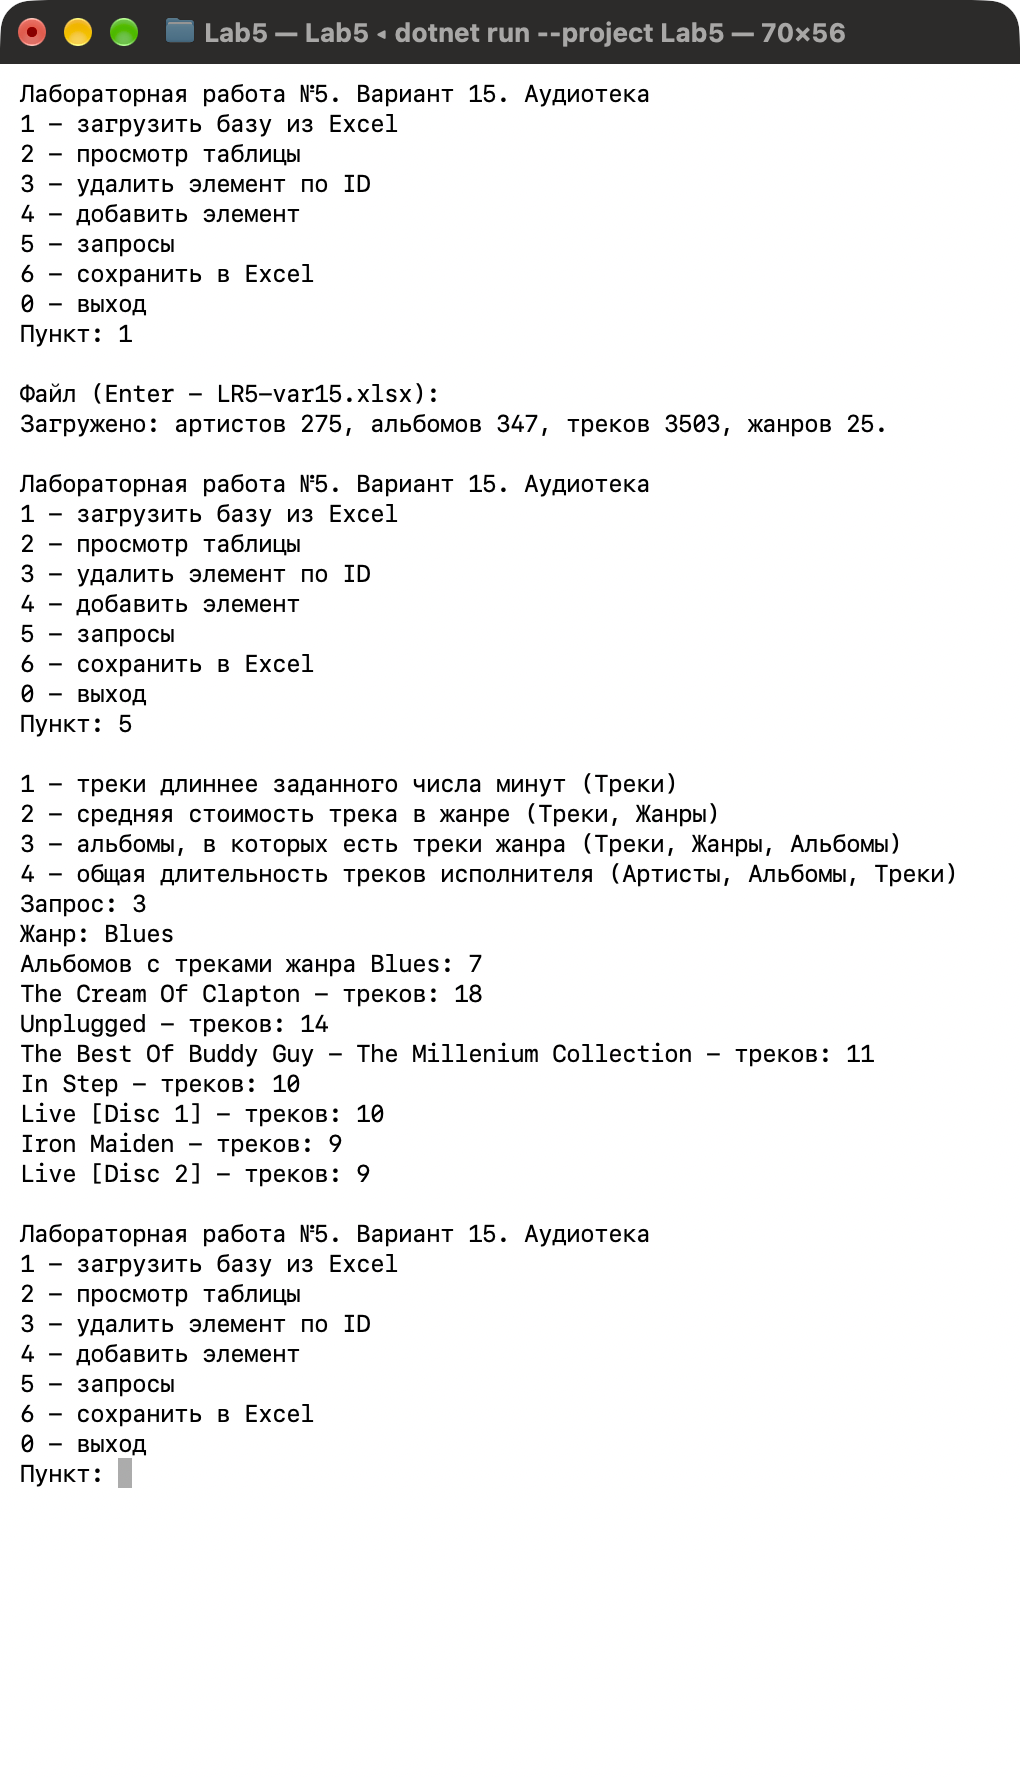 Lab5 — Lab5 ◂ dotnet run --project Lab5 — 70×56
Лабораторная работа №5. Вариант 15. Аудиотека
1 — загрузить базу из Excel
2 — просмотр таблицы
3 — удалить элемент по ID
4 — добавить элемент
5 — запросы
6 — сохранить в Excel
0 — выход
Пункт: 1
Файл (Enter — LR5-var15.xlsx):
Загружено: артистов 275, альбомов 347, треков 3503, жанров 25.
Лабораторная работа №5. Вариант 15. Аудиотека
1 — загрузить базу из Excel
2 — просмотр таблицы
3 — удалить элемент по ID
4 — добавить элемент
5 — запросы
6 — сохранить в Excel
0 — выход
Пункт: 5
1 — треки длиннее заданного числа минут (Треки)
2 — средняя стоимость трека в жанре (Треки, Жанры)
3 — альбомы, в которых есть треки жанра (Треки, Жанры, Альбомы)
4 — общая длительность треков исполнителя (Артисты, Альбомы, Треки)
Запрос: 3
Жанр: Blues
Альбомов с треками жанра Blues: 7
The Cream Of Clapton — треков: 18
Unplugged — треков: 14
The Best Of Buddy Guy — The Millenium Collection — треков: 11
In Step — треков: 10
Live [Disc 1] — треков: 10
Iron Maiden — треков: 9
Live [Disc 2] — треков: 9
Лабораторная работа №5. Вариант 15. Аудиотека
1 — загрузить базу из Excel
2 — просмотр таблицы
3 — удалить элемент по ID
4 — добавить элемент
5 — запросы
6 — сохранить в Excel
0 — выход
Пункт: